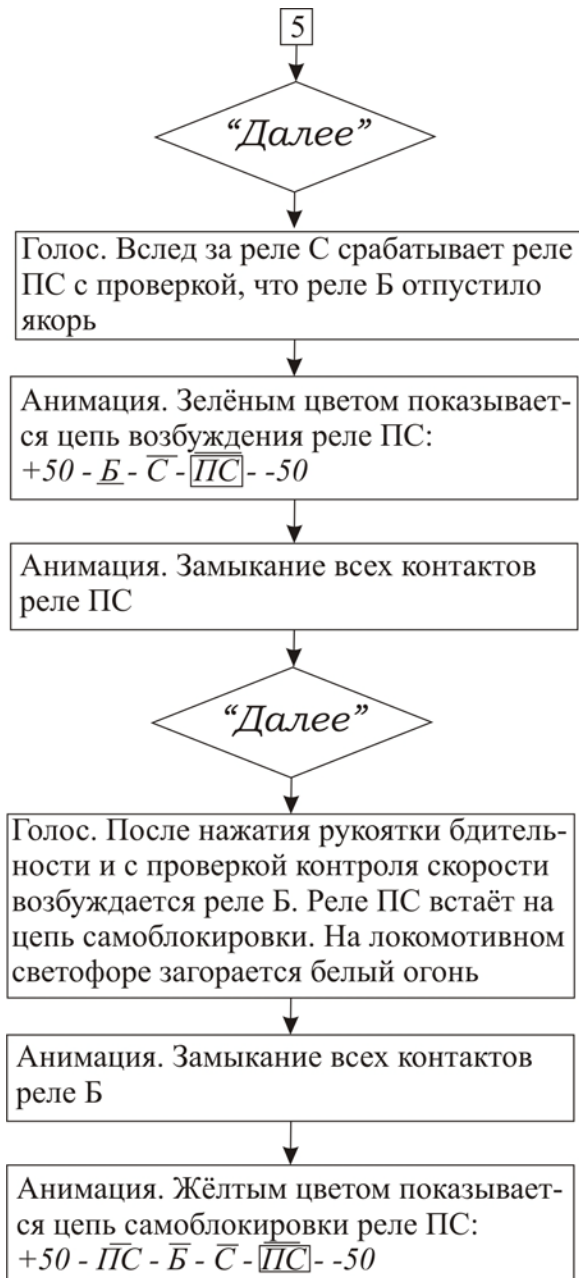 5
“Далее”
Голос. Вслед за реле С срабатывает реле
ПС с проверкой, что реле Б отпустило
якорь
Анимация. Зелёным цветом показывает-
ся цепь возбуждения реле ПС:
+50 - Б - С - ПС - -50
Анимация. Замыкание всех контактов
реле ПС
“Далее”
Голос. После нажатия рукоятки бдитель-
ности и с проверкой контроля скорости
возбуждается реле Б. Реле ПС встаёт на
цепь самоблокировки. На локомотивном
светофоре загорается белый огонь
Анимация. Замыкание всех контактов
реле Б
Анимация. Жёлтым цветом показывает-
ся цепь самоблокировки реле ПС:
+50 - ПС - Б - С - ПС - -50